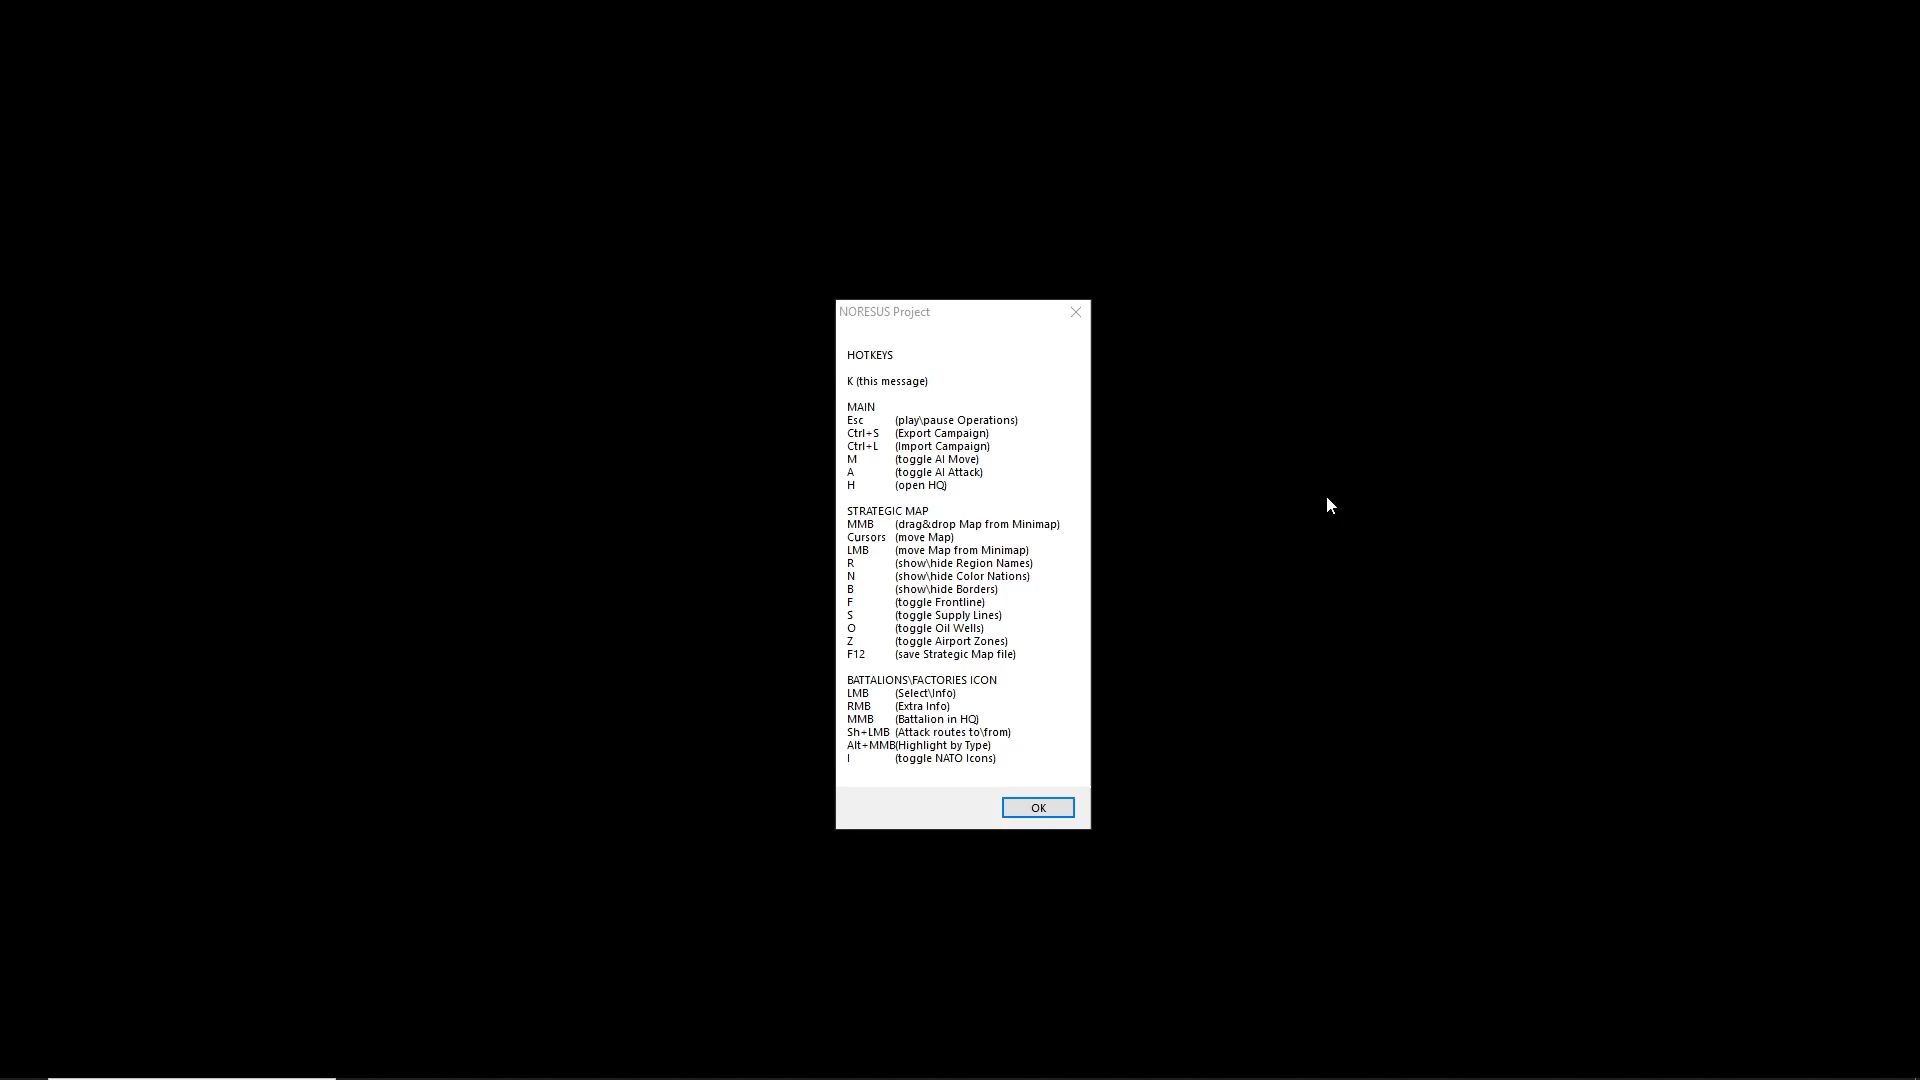 NORESUS Project
HOTKEYS
K (this message)
MAIN
Esc (play\pause Operations)
Ctrl+S (Export Campaign)
Ctrl+L (Import Campaign)
M (toggle AI Move)
A (toggle AI Attack)
H (open HQ)
STRATEGIC MAP
MMB (drag&drop Map from Minimap)
Cursors (move Map)
LMB (move Map from Minimap)
R (show\hide Region Names)
N (show\hide Color Nations)
B (show\hide Borders)
F (toggle Frontline)
S (toggle Supply Lines)
O (toggle Oil Wells)
Z (toggle Airport Zones)
F12 (save Strategic Map file)
BATTALIONS\FACTORIES ICON
LMB (Select\Info)
RMB (Extra Info)
MMB (Battalion in HQ)
Sh+LMB (Attack routes to\from)
Alt+MMB(Highlight by Type)
I (toggle NATO Icons)
OK